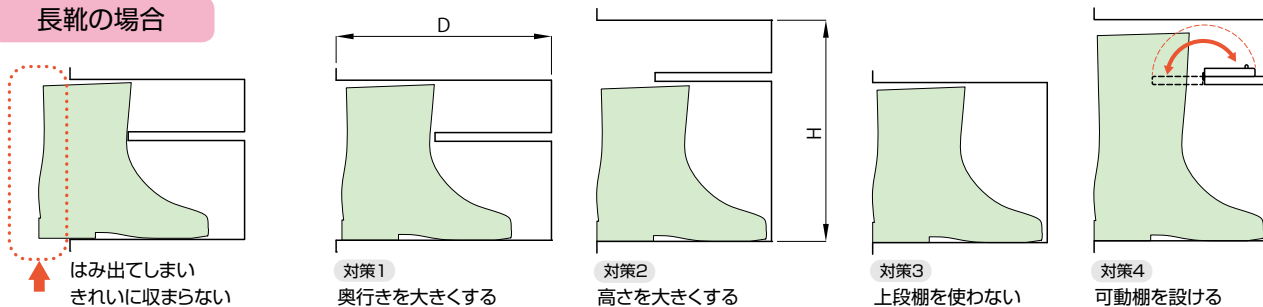 長靴の場合
D
H
はみ出てしまい
きれいに収まらない
対策1
奥行きを大きくする
対策2
高さを大きくする
対策3
上段棚を使わない
対策4
可動棚を設ける